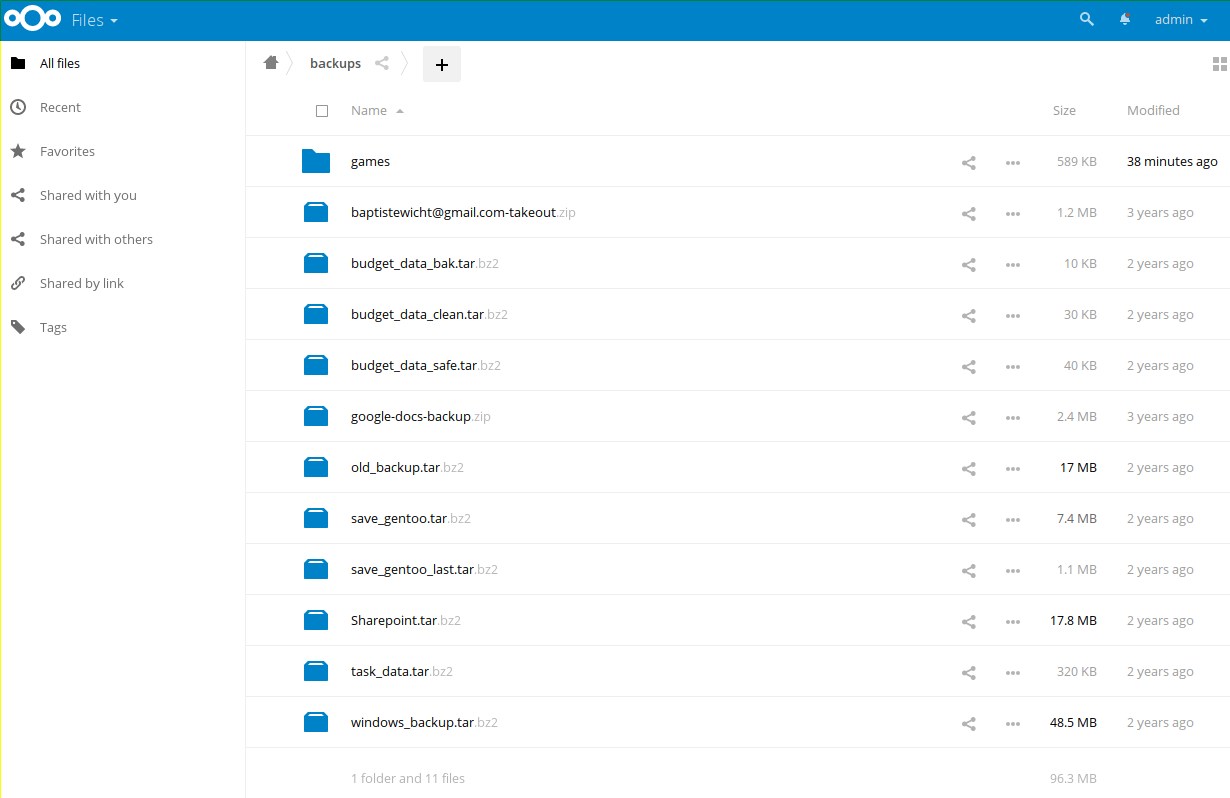 Files
admin
All files
Recent
Favorites
Shared with you
Shared with others
Shared by link
Tags
backups
+
Name Size Modified
games 589 KB 38 minutes ago
baptistewicht@gmail.com-takeout.zip 1.2 MB 3 years ago
budget_data_bak.tar.bz2 10 KB 2 years ago
budget_data_clean.tar.bz2 30 KB 2 years ago
budget_data_safe.tar.bz2 40 KB 2 years ago
google-docs-backup.zip 2.4 MB 3 years ago
old_backup.tar.bz2 17 MB 2 years ago
save_gentoo.tar.bz2 7.4 MB 2 years ago
save_gentoo_last.tar.bz2 1.1 MB 2 years ago
Sharepoint.tar.bz2 17.8 MB 2 years ago
task_data.tar.bz2 320 KB 2 years ago
windows_backup.tar.bz2 48.5 MB 2 years ago
1 folder and 11 files 96.3 MB